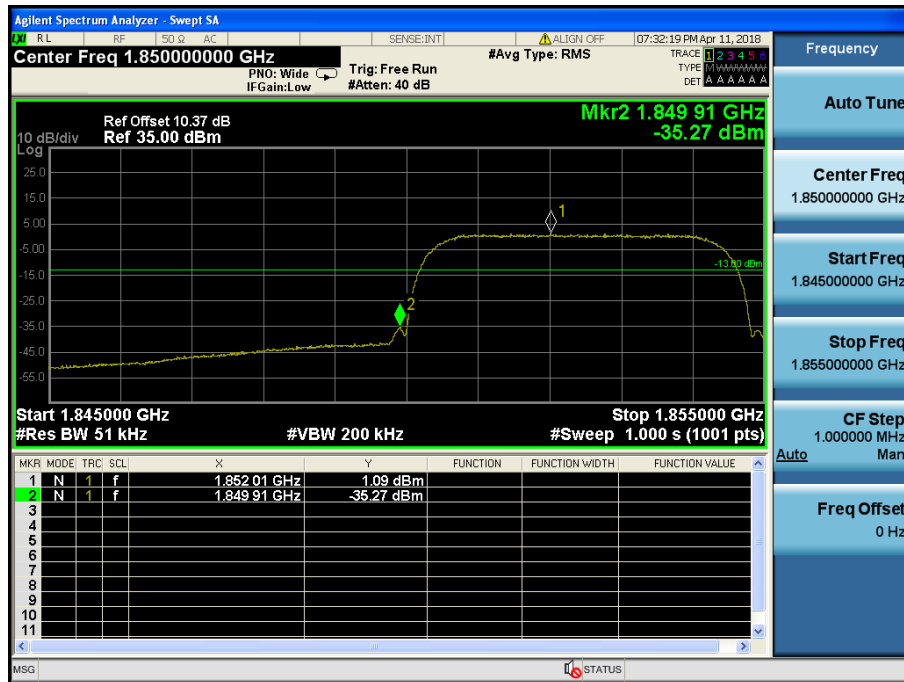 Agilent Spectrum Analyzer - Swept SA
LXI RL RF 50 Ω AC SENSE:INT ALIGN OFF 07:32:19 PM Apr 11, 2018
Center Freq 1.850000000 GHz
PNO: Wide
IFGain:Low
Trig: Free Run
#Atten: 40 dB
#Avg Type: RMS
TRACE 1 2 3 4 5 6
TYPE M WWWWW
DET A A A A A A
Mkr2 1.849 91 GHz
-35.27 dBm
Ref Offset 10.37 dB
10 dB/div Ref 35.00 dBm
Log
25.0
15.0
5.00
-5.00
-15.0
-25.0
-35.0
-45.0
-55.0
1
-13.00 dBm
2
Start 1.845000 GHz Stop 1.855000 GHz
#Res BW 51 kHz #VBW 200 kHz #Sweep 1.000 s (1001 pts)
MKR MODE TRC SCL X Y FUNCTION FUNCTION WIDTH FUNCTION VALUE
1 N 1 f 1.852 01 GHz 1.09 dBm
2 N 1 f 1.849 91 GHz -35.27 dBm
3
4
5
6
7
8
9
10
11
MSG STATUS
Frequency
Auto Tune
Center Freq
1.850000000 GHz
Start Freq
1.845000000 GHz
Stop Freq
1.855000000 GHz
CF Step
1.000000 MHz
Auto Man
Freq Offset
0 Hz